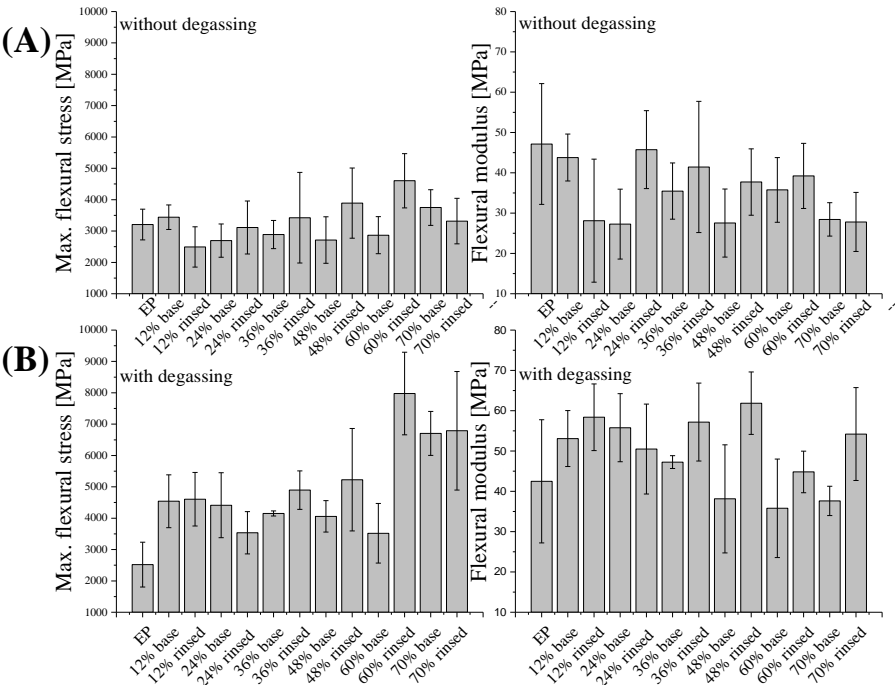 (A)
Max. flexural stress [MPa]
10000
9000
8000
7000
6000
5000
4000
3000
2000
1000
without degassing
EP
12% base
12% rinsed
24% base
24% rinsed
36% base
36% rinsed
48% base
48% rinsed
60% base
60% rinsed
70% base
70% rinsed
--
Flexural modulus [MPa]
80
70
60
50
40
30
20
10
without degassing
EP
12% base
12% rinsed
24% base
24% rinsed
36% base
36% rinsed
48% base
48% rinsed
60% base
60% rinsed
70% base
70% rinsed
--
(B)
Max. flexural stress [MPa]
10000
9000
8000
7000
6000
5000
4000
3000
2000
1000
with degassing
EP
12% base
12% rinsed
24% base
24% rinsed
36% base
36% rinsed
48% base
48% rinsed
60% base
60% rinsed
70% base
70% rinsed
Flexural modulus [MPa]
80
70
60
50
40
30
20
10
with degassing
EP
12% base
12% rinsed
24% base
24% rinsed
36% base
36% rinsed
48% base
48% rinsed
60% base
60% rinsed
70% base
70% rinsed